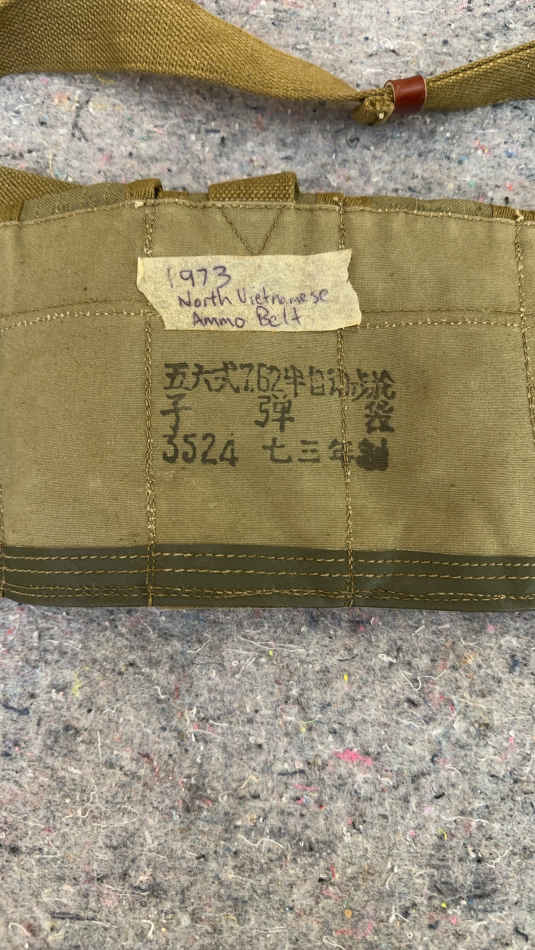 1973
North Vietnamese
Ammo Belt
五六式7.62半自动步枪
子弹袋
3524 七三年制